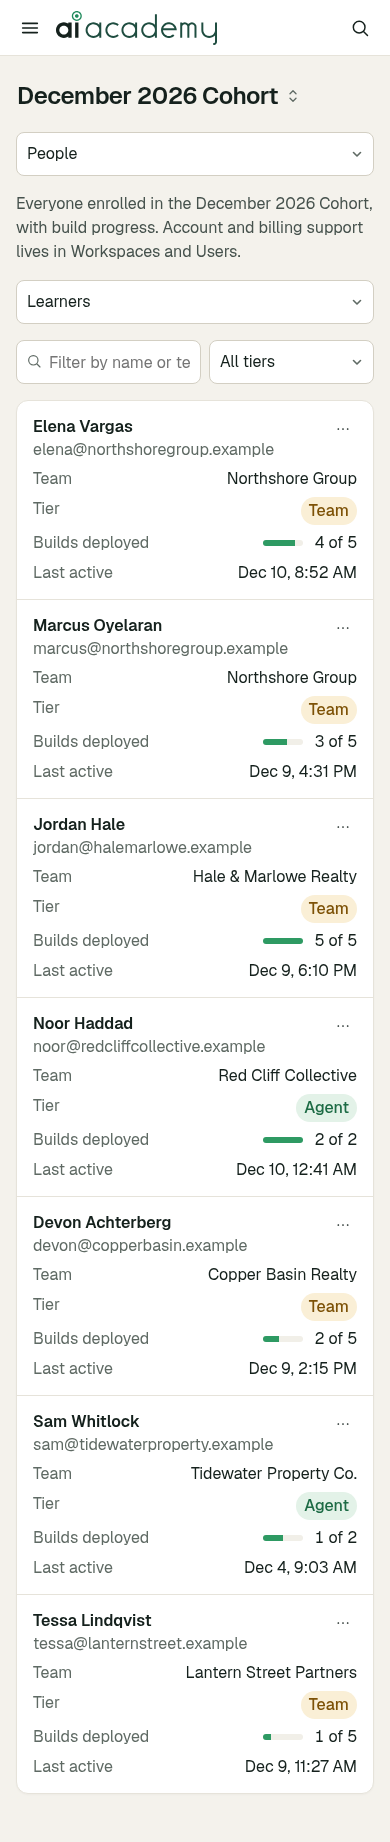 ai academy
December 2026 Cohort
People
Everyone enrolled in the December 2026 Cohort,
with build progress. Account and billing support
lives in Workspaces and Users.
Learners
Filter by name or te
All tiers
Elena Vargas
elena@northshoregroup.example
Team Northshore Group
Tier Team
Builds deployed 4 of 5
Last active Dec 10, 8:52 AM
Marcus Oyelaran
marcus@northshoregroup.example
Team Northshore Group
Tier Team
Builds deployed 3 of 5
Last active Dec 9, 4:31 PM
Jordan Hale
jordan@halemarlowe.example
Team Hale & Marlowe Realty
Tier Team
Builds deployed 5 of 5
Last active Dec 9, 6:10 PM
Noor Haddad
noor@redcliffcollective.example
Team Red Cliff Collective
Tier Agent
Builds deployed 2 of 2
Last active Dec 10, 12:41 AM
Devon Achterberg
devon@copperbasin.example
Team Copper Basin Realty
Tier Team
Builds deployed 2 of 5
Last active Dec 9, 2:15 PM
Sam Whitlock
sam@tidewaterproperty.example
Team Tidewater Property Co.
Tier Agent
Builds deployed 1 of 2
Last active Dec 4, 9:03 AM
Tessa Lindqvist
tessa@lanternstreet.example
Team Lantern Street Partners
Tier Team
Builds deployed 1 of 5
Last active Dec 9, 11:27 AM